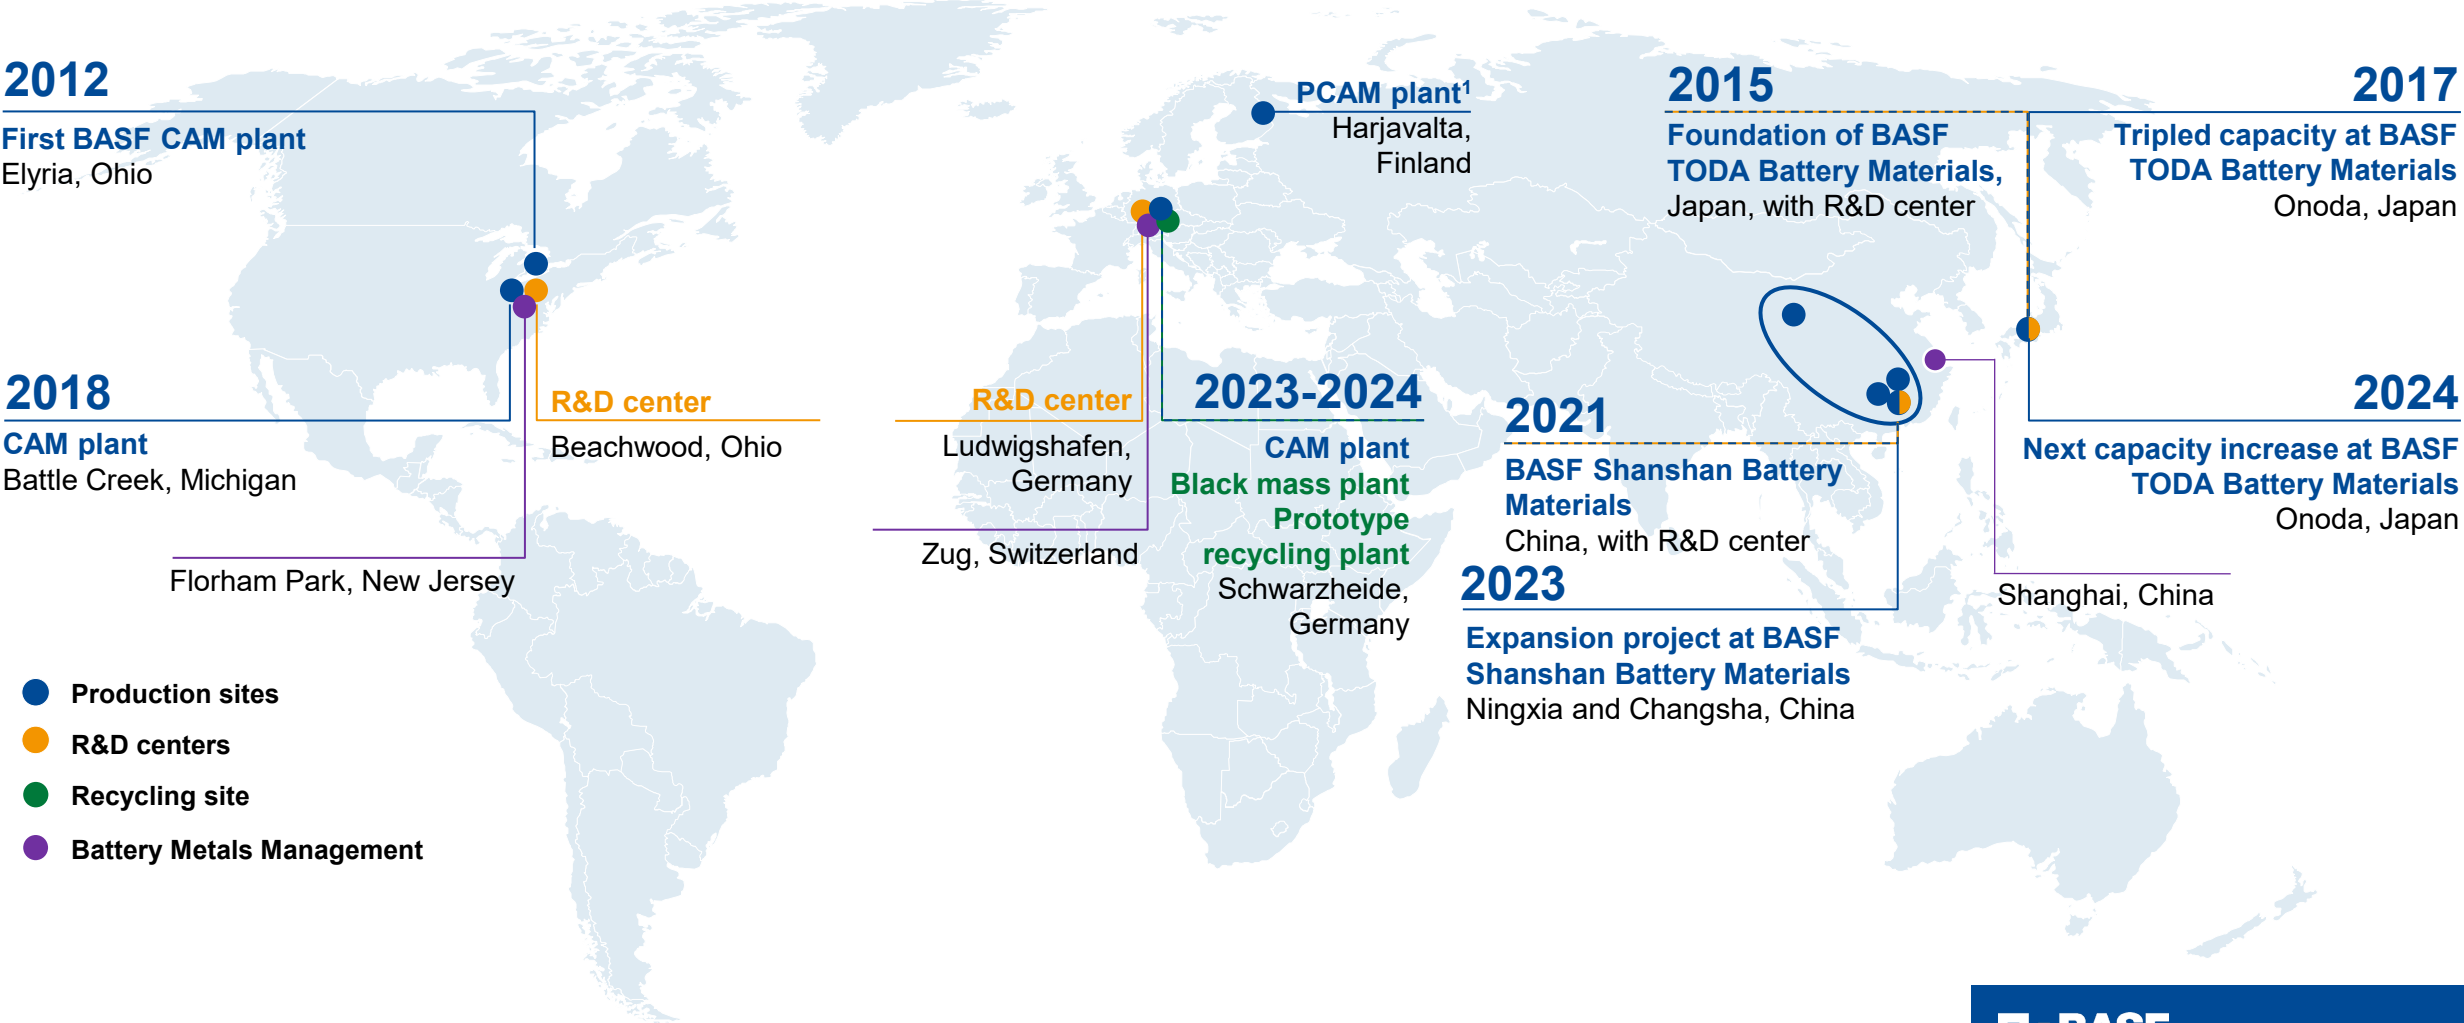 2012
First BASF CAM plant
Elyria, Ohio
2018
CAM plant
Battle Creek, Michigan
R&D center
Beachwood, Ohio
Florham Park, New Jersey
PCAM plant¹
Harjavalta,
Finland
R&D center
Ludwigshafen,
Germany
Zug, Switzerland
2023-2024
CAM plant
Black mass plant
Prototype
recycling plant
Schwarzheide,
Germany
2015
Foundation of BASF
TODA Battery Materials,
Japan, with R&D center
2017
Tripled capacity at BASF
TODA Battery Materials
Onoda, Japan
2021
BASF Shanshan Battery
Materials
China, with R&D center
2023
Expansion project at BASF
Shanshan Battery Materials
Ningxia and Changsha, China
2024
Next capacity increase at BASF
TODA Battery Materials
Onoda, Japan
Shanghai, China
Production sites
R&D centers
Recycling site
Battery Metals Management
BASF